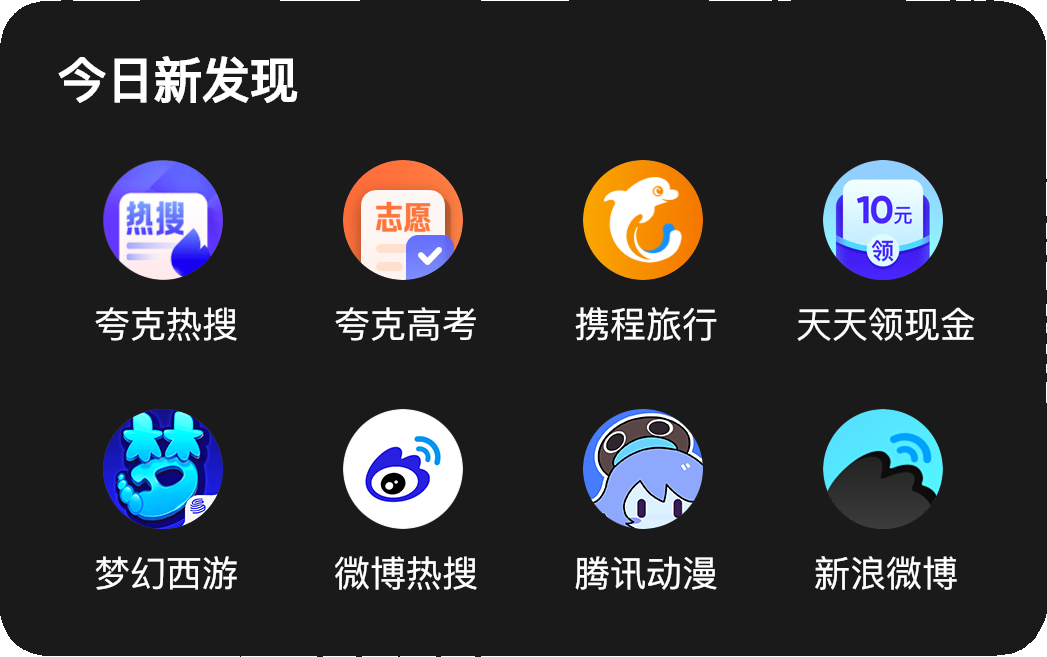 今日新发现
热搜
志愿
10元
领
夸克热搜
夸克高考
携程旅行
天天领现金
梦
梦幻西游
微博热搜
腾讯动漫
新浪微博